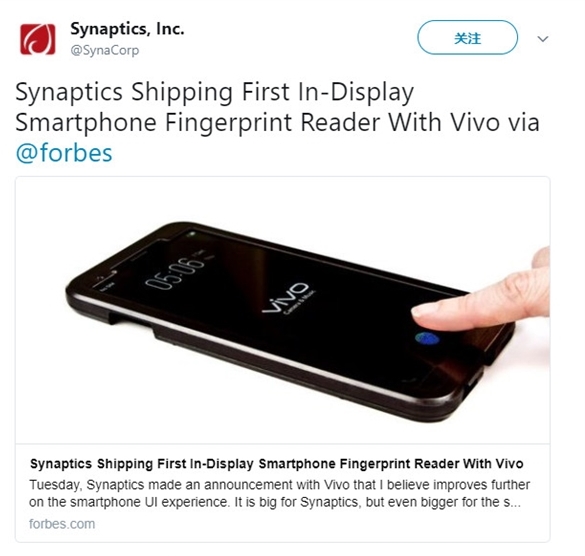 Synaptics, Inc.
@SynaCorp
关注
Synaptics Shipping First In-Display
Smartphone Fingerprint Reader With Vivo via
@forbes
05:06
vivo
Camera & Music
Synaptics Shipping First In-Display Smartphone Fingerprint Reader With Vivo
Tuesday, Synaptics made an announcement with Vivo that I believe improves further
on the smartphone UI experience. It is big for Synaptics, but even bigger for the s...
forbes.com